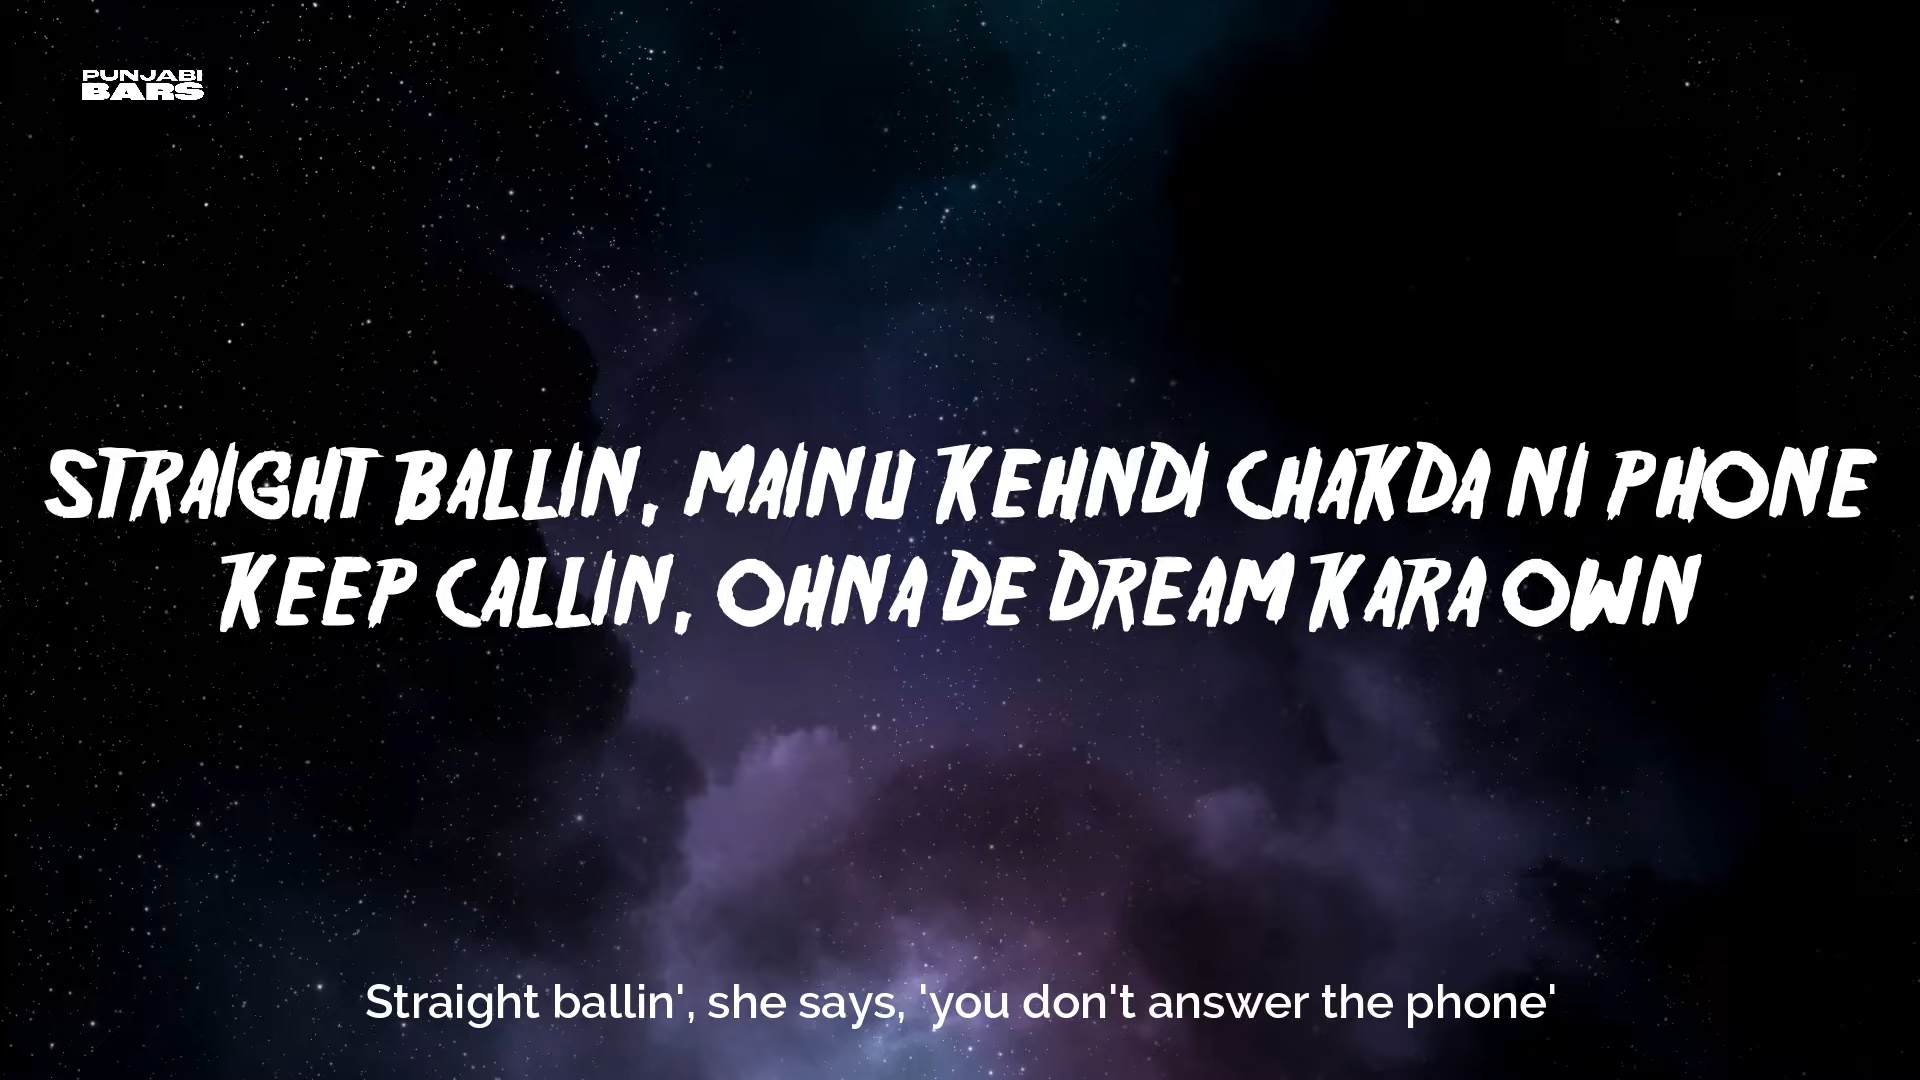 PUNJABI
BARS
STRAIGHT BALLIN, MAINU KEHNDI CHAKDA NI PHONE
KEEP CALLIN, OHNA DE DREAM KARA OWN
Straight ballin', she says, 'you don't answer the phone'